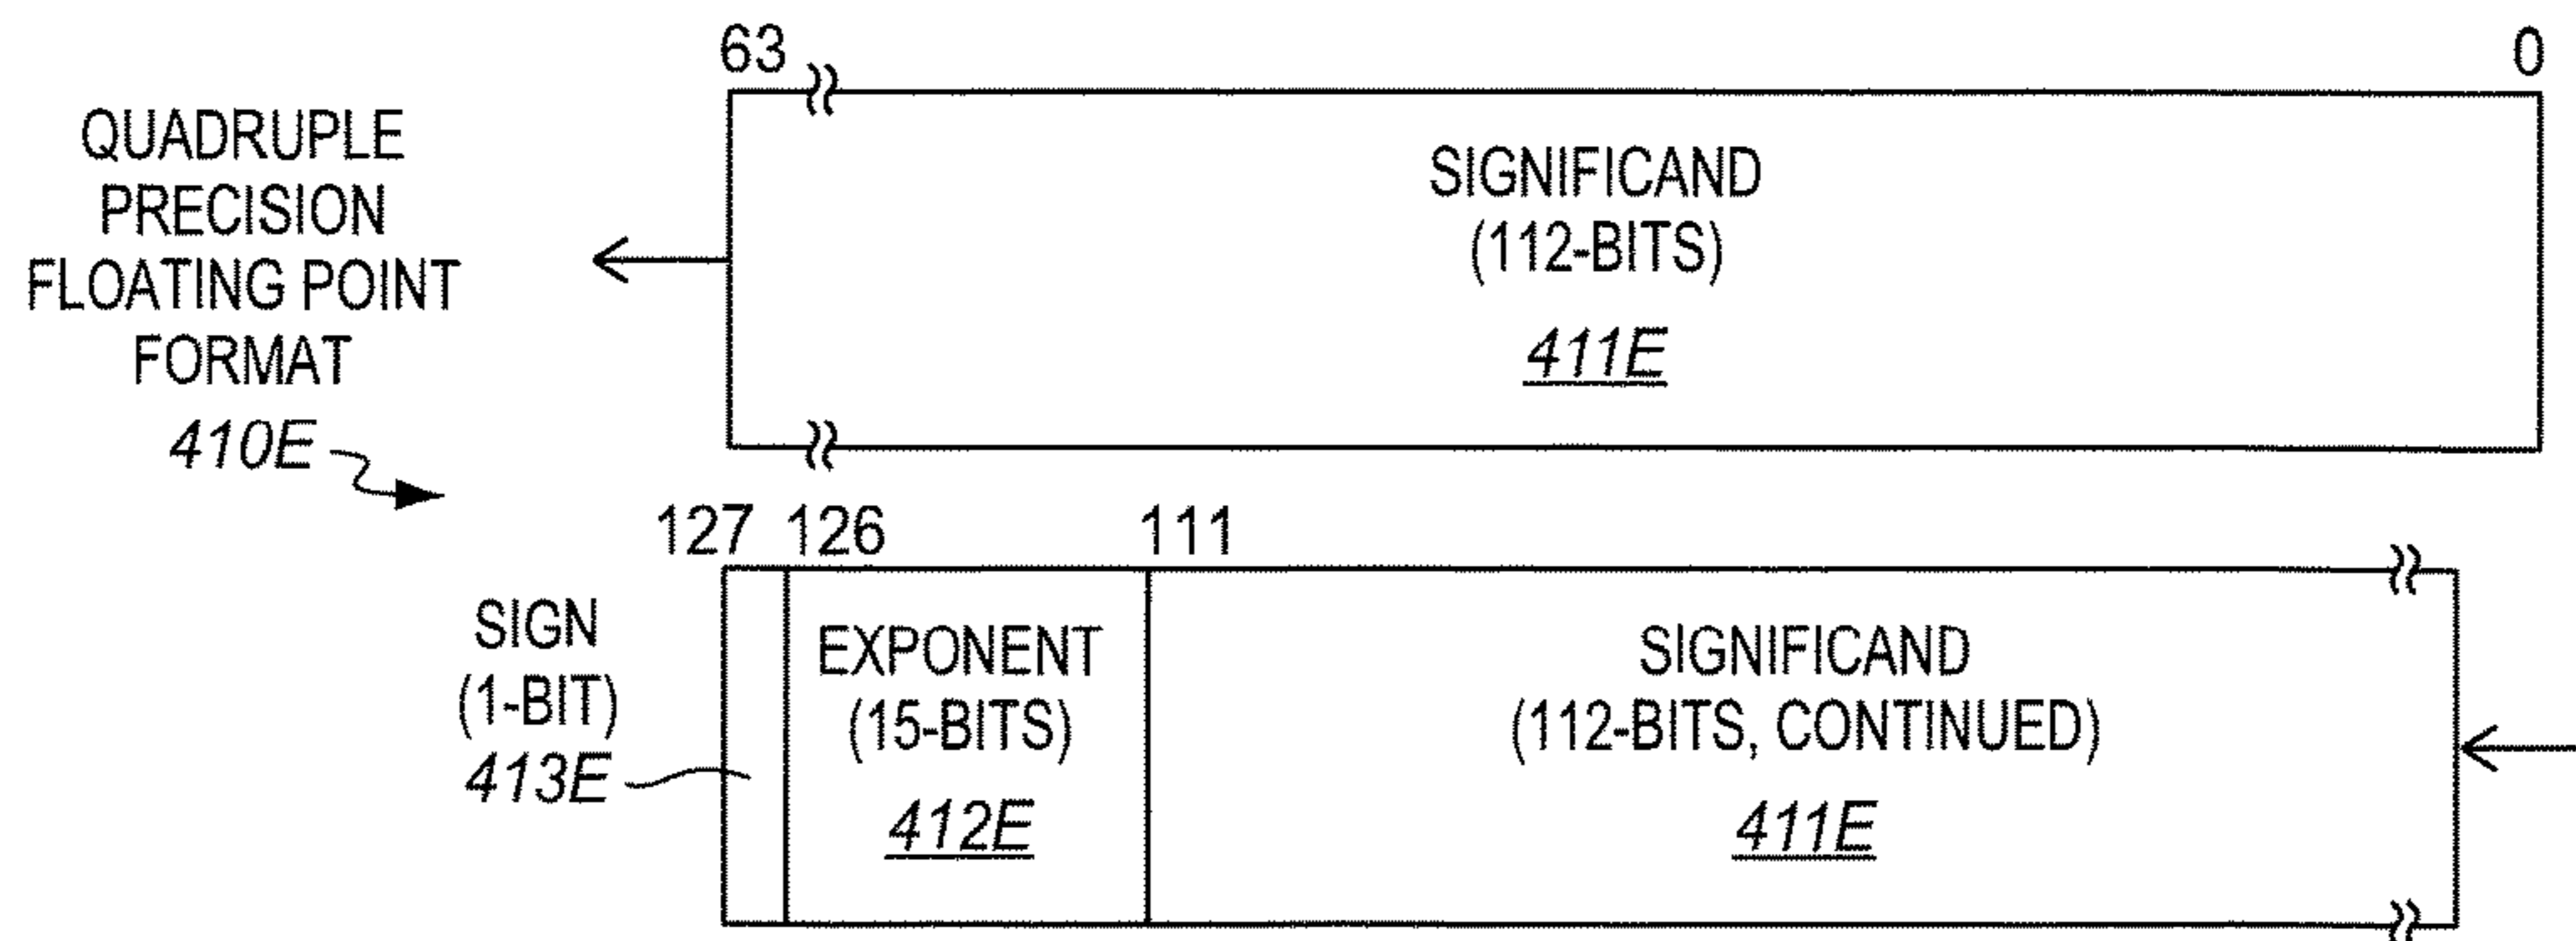 63 0
QUADRUPLE
PRECISION
FLOATING POINT
FORMAT
410E
SIGNIFICAND
(112-BITS)
411E
127 126 111
SIGN
(1-BIT)
413E
EXPONENT
(15-BITS)
412E
SIGNIFICAND
(112-BITS, CONTINUED)
411E